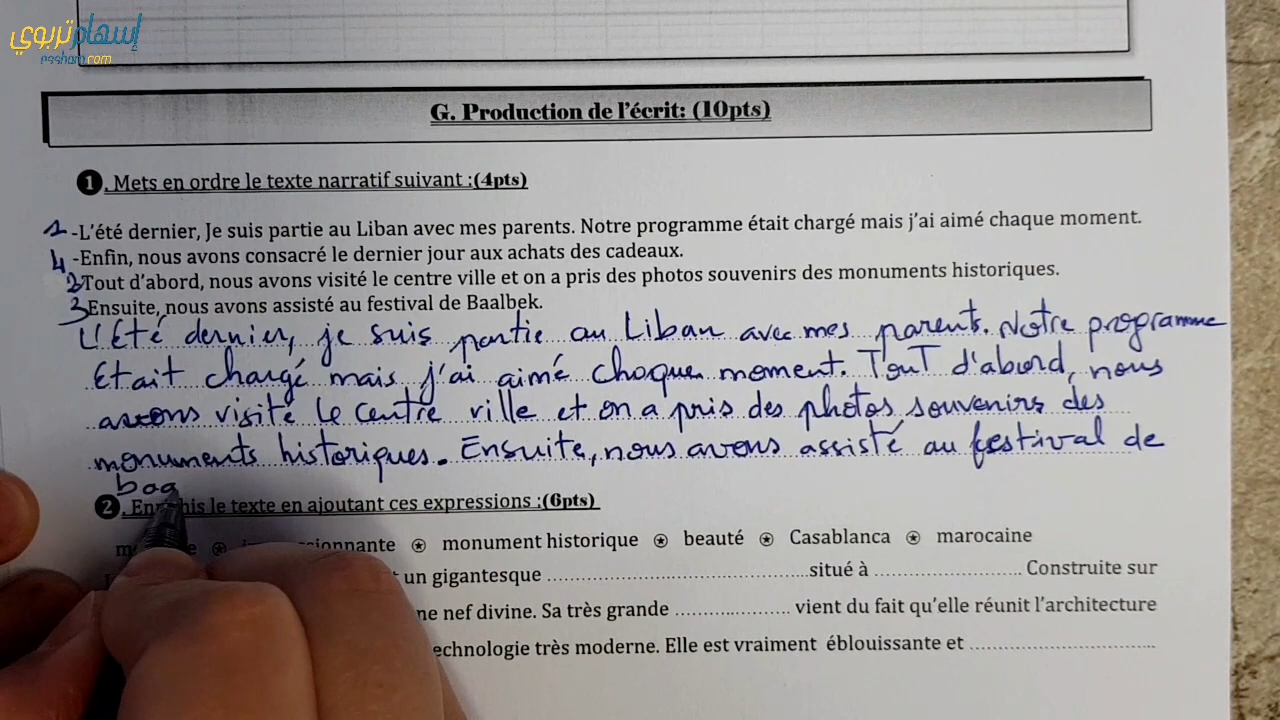 إسهام تربوي
essham.com
G. Production de l'écrit: (10pts)
1. Mets en ordre le texte narratif suivant :(4pts)
1 -L'été dernier, Je suis partie au Liban avec mes parents. Notre programme était chargé mais j'ai aimé chaque moment.
4 -Enfin, nous avons consacré le dernier jour aux achats des cadeaux.
2 Tout d'abord, nous avons visité le centre ville et on a pris des photos souvenirs des monuments historiques.
3 Ensuite, nous avons assisté au festival de Baalbek.
L'Eté dernier, je suis partie au Liban avec mes parents. Notre programme
Etait chargé mais j'ai aimé chaque moment. Tout d'abord, nous
avons visité le centre ville et on a pris des photos souvenirs des
monuments historiques. Ensuite, nous avons assisté au festival de
baa
2. Enrichis le texte en ajoutant ces expressions :(6pts)
monument historique ⍟ beauté ⍟ Casablanca ⍟ marocaine
un gigantesque ........................ situé à ........................ Construite sur
nef divine. Sa très grande ........................ vient du fait qu'elle réunit l'architecture
technologie très moderne. Elle est vraiment éblouissante et ........................